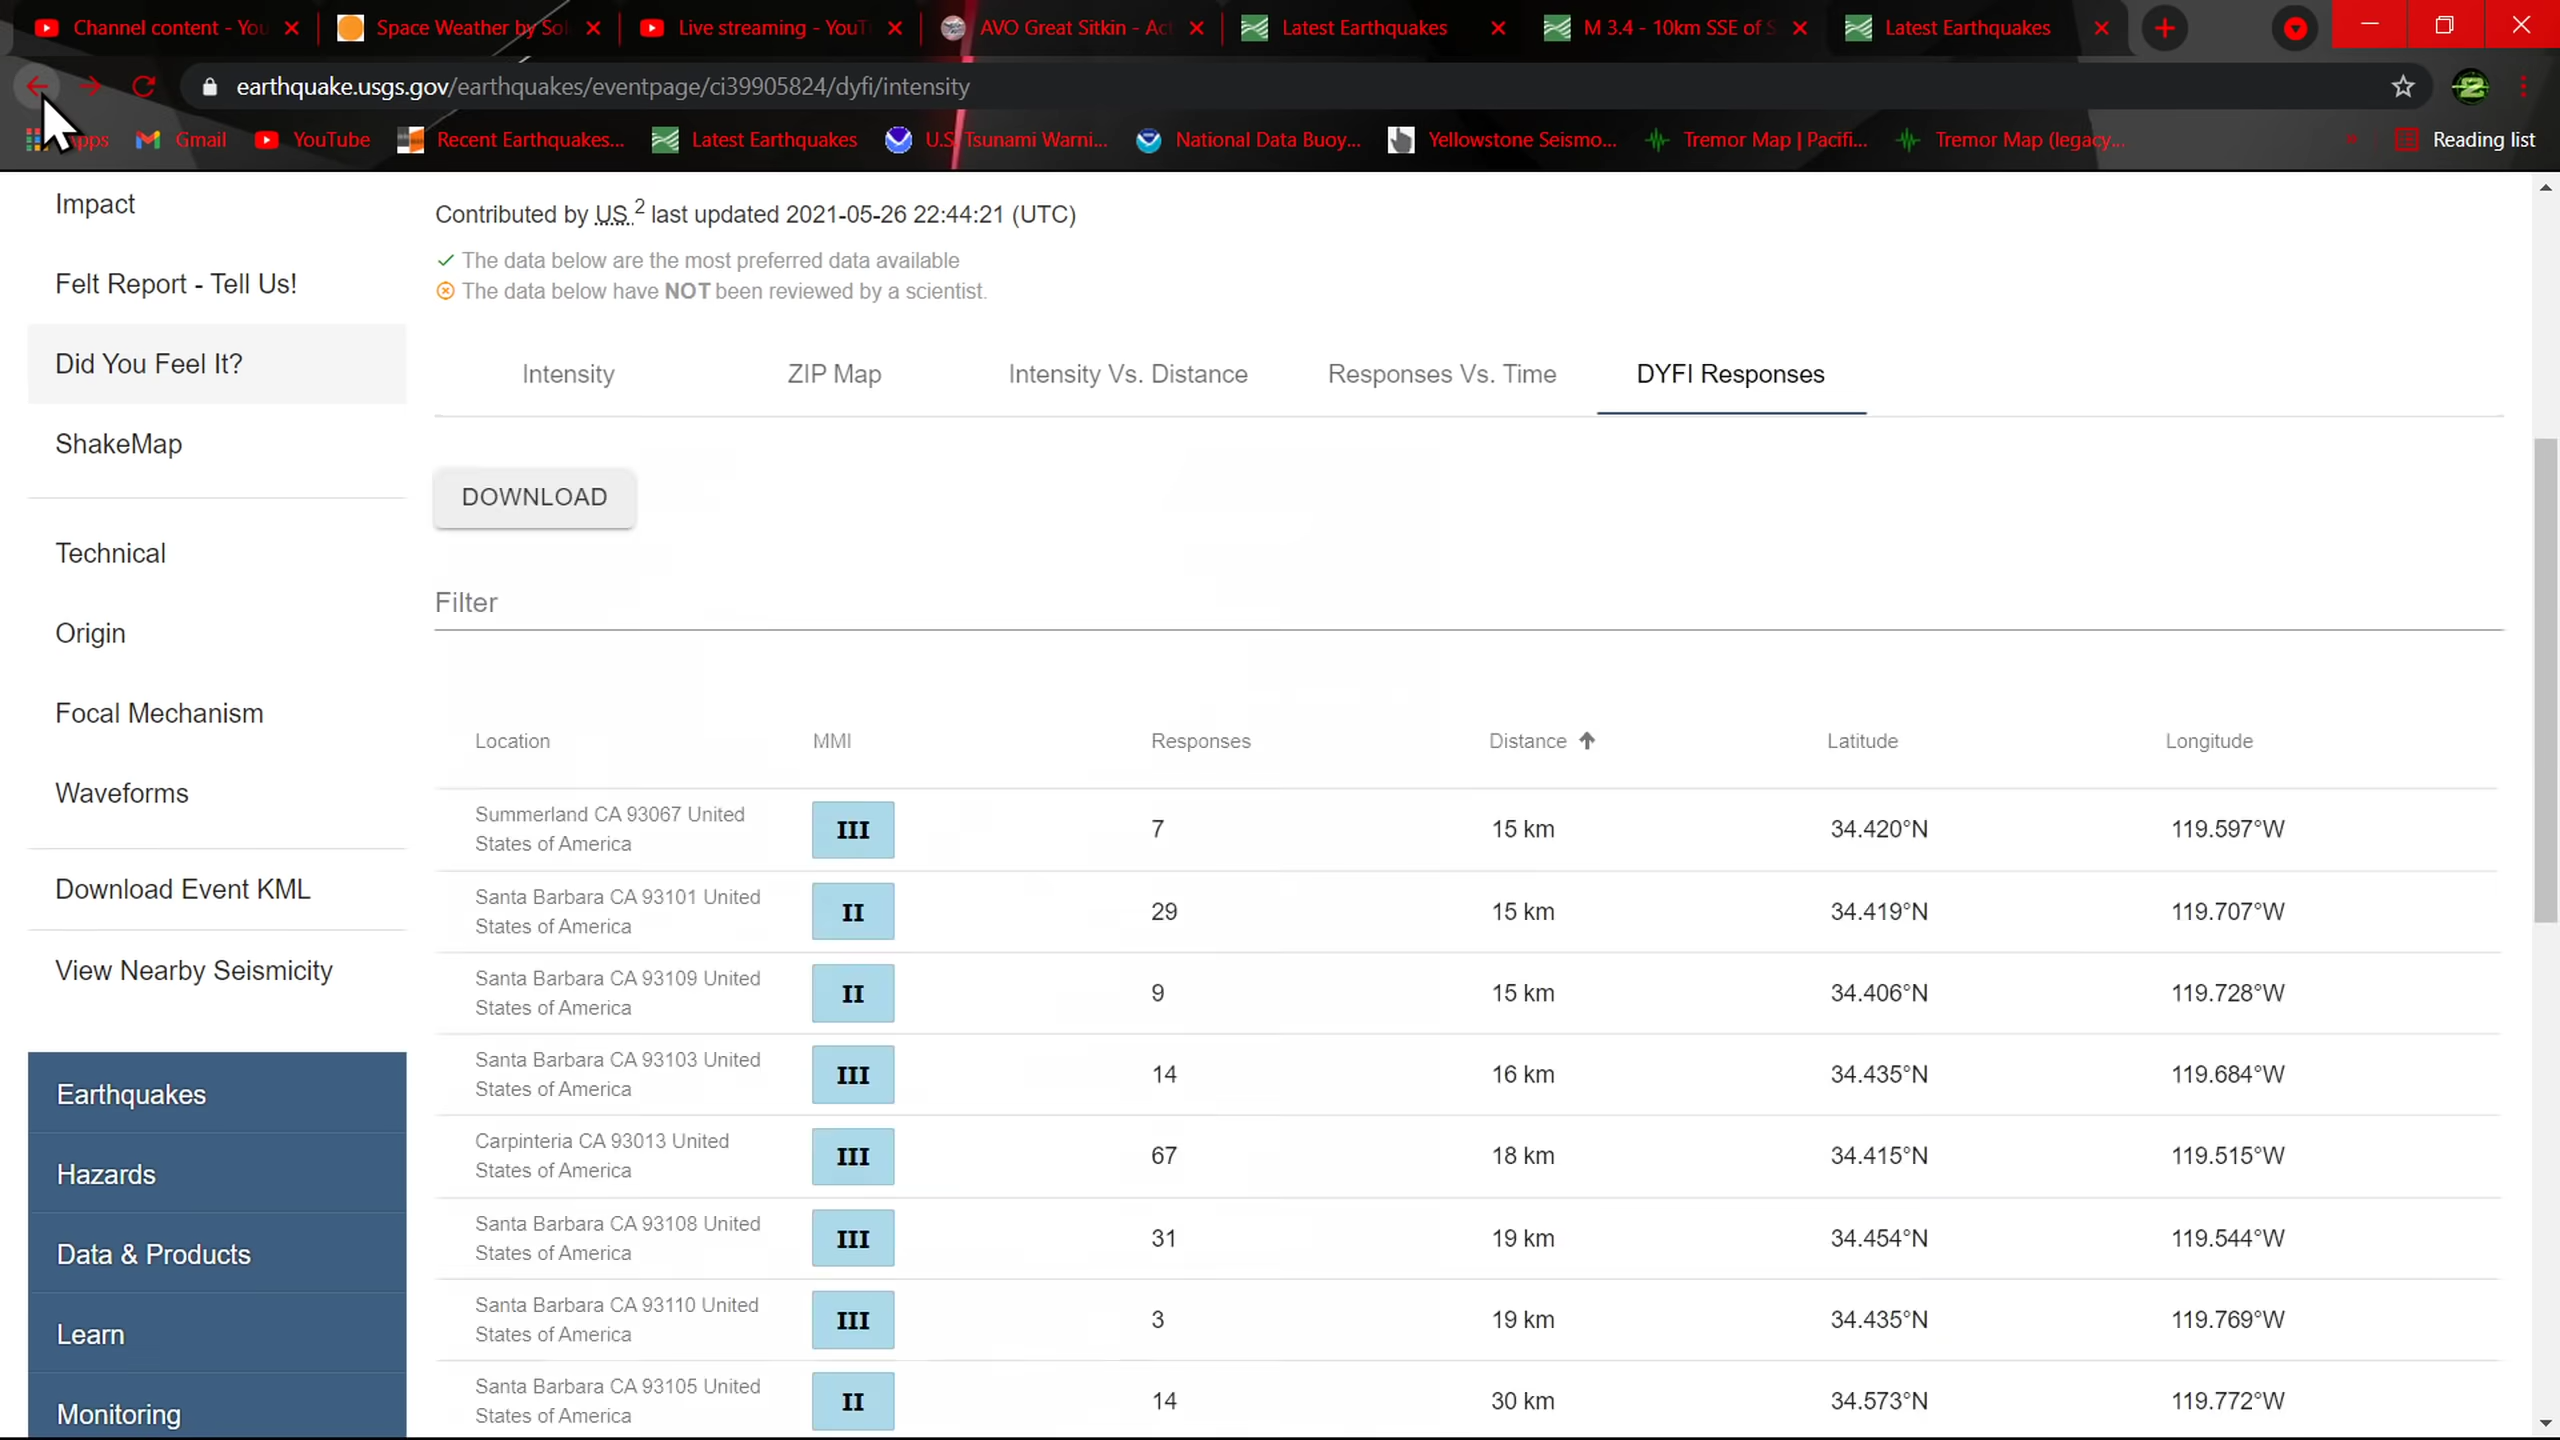 Channel content - You
Space Weather by Sol
Live streaming - YouT
AVO Great Sitkin - Act
Latest Earthquakes
M 3.4 - 10km SSE of S
Latest Earthquakes
earthquake.usgs.gov/earthquakes/eventpage/ci39905824/dyfi/intensity
Gmail
YouTube
Recent Earthquakes...
Latest Earthquakes
U.S. Tsunami Warni...
National Data Buoy...
Yellowstone Seismo...
Tremor Map | Pacifi...
Tremor Map (legacy...
Reading list
Impact
Felt Report - Tell Us!
Did You Feel It?
ShakeMap
Technical
Origin
Focal Mechanism
Waveforms
Download Event KML
View Nearby Seismicity
Earthquakes
Hazards
Data & Products
Learn
Monitoring
Contributed by US 2 last updated 2021-05-26 22:44:21 (UTC)
The data below are the most preferred data available
The data below have NOT been reviewed by a scientist.
Intensity ZIP Map Intensity Vs. Distance Responses Vs. Time DYFI Responses
DOWNLOAD
Filter
Location MMI Responses Distance Latitude Longitude
Summerland CA 93067 United
States of America
III 7 15 km 34.420°N 119.597°W
Santa Barbara CA 93101 United
States of America
II 29 15 km 34.419°N 119.707°W
Santa Barbara CA 93109 United
States of America
II 9 15 km 34.406°N 119.728°W
Santa Barbara CA 93103 United
States of America
III 14 16 km 34.435°N 119.684°W
Carpinteria CA 93013 United
States of America
III 67 18 km 34.415°N 119.515°W
Santa Barbara CA 93108 United
States of America
III 31 19 km 34.454°N 119.544°W
Santa Barbara CA 93110 United
States of America
III 3 19 km 34.435°N 119.769°W
Santa Barbara CA 93105 United
States of America
II 14 30 km 34.573°N 119.772°W